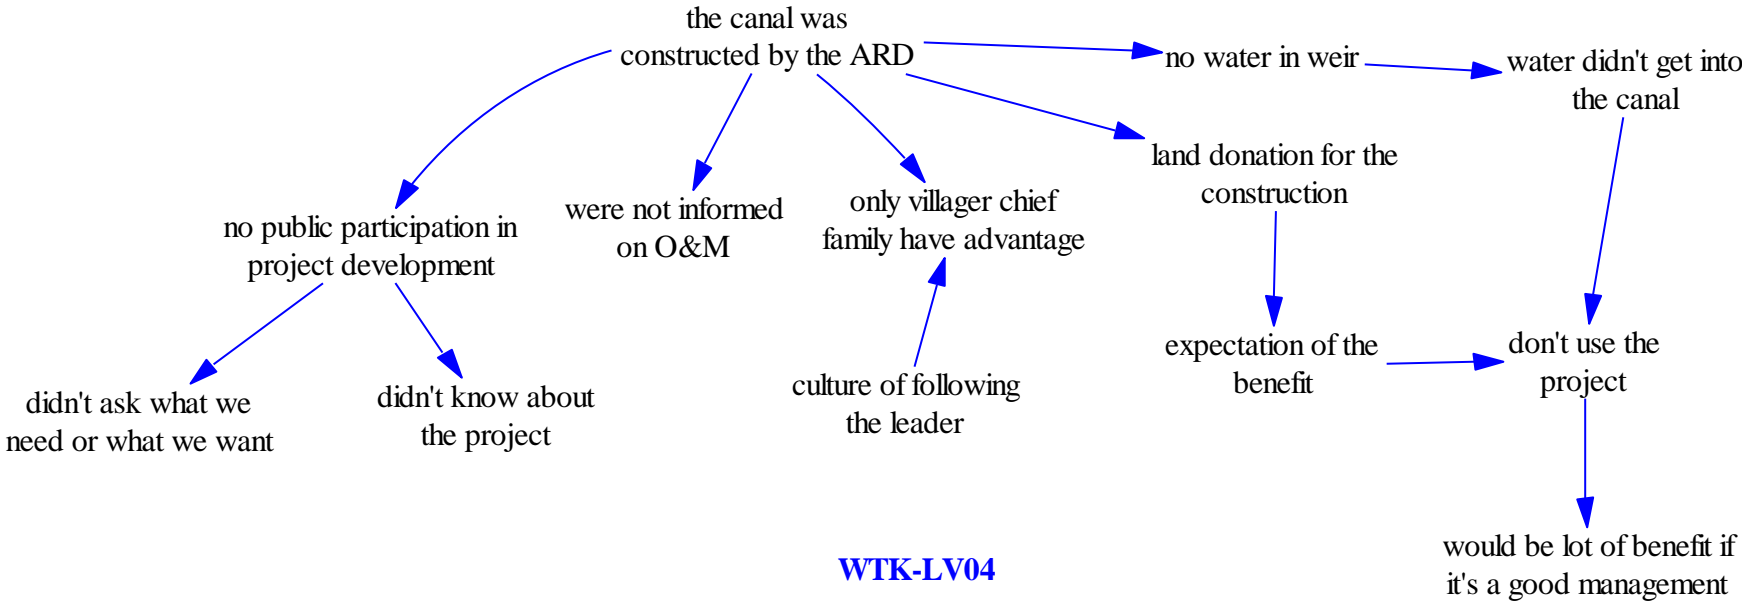 the canal was
constructed by the ARD
no water in weir
water didn't get into
the canal
land donation for the
construction
only villager chief
family have advantage
were not informed
on O&M
no public participation in
project development
expectation of the
benefit
don't use the
project
culture of following
the leader
didn't know about
the project
didn't ask what we
need or what we want
would be lot of benefit if
it's a good management
WTK-LV04